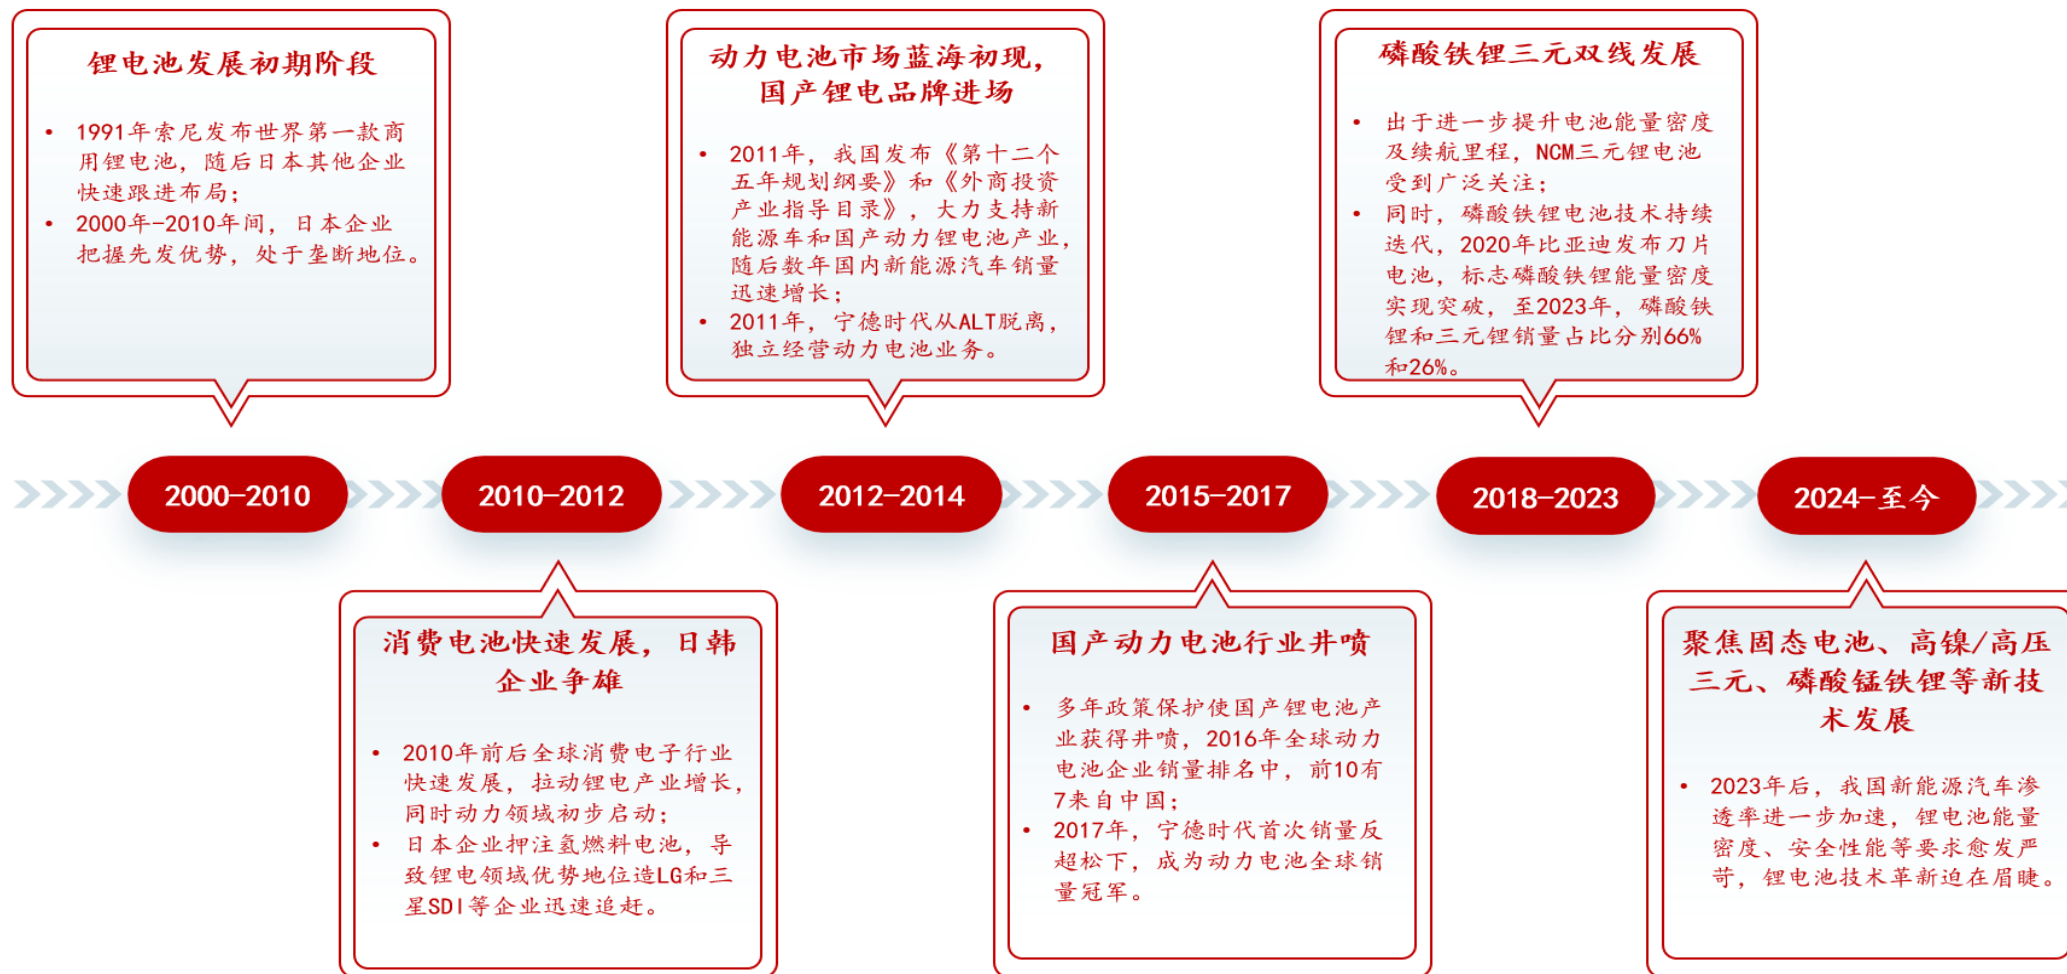 锂电池发展初期阶段
• 1991年索尼发布世界第一款商
用锂电池，随后日本其他企业
快速跟进布局；
• 2000年-2010年间，日本企业
把握先发优势，处于垄断地位。
动力电池市场蓝海初现，
国产锂电品牌进场
• 2011年，我国发布《第十二个
五年规划纲要》和《外商投资
产业指导目录》，大力支持新
能源车和国产动力锂电池产业，
随后数年国内新能源汽车销量
迅速增长；
• 2011年，宁德时代从ALT脱离，
独立经营动力电池业务。
磷酸铁锂三元双线发展
• 出于进一步提升电池能量密度
及续航里程，NCM三元锂电池
受到广泛关注；
• 同时，磷酸铁锂电池技术持续
迭代，2020年比亚迪发布刀片
电池，标志磷酸铁锂能量密度
实现突破，至2023年，磷酸铁
锂和三元锂销量占比分别66%
和26%。
2000-2010
2010-2012
2012-2014
2015-2017
2018-2023
2024-至今
消费电池快速发展，日韩
企业争雄
• 2010年前后全球消费电子行业
快速发展，拉动锂电产业增长，
同时动力领域初步启动；
• 日本企业押注氢燃料电池，导
致锂电领域优势地位造LG和三
星SDI等企业迅速追赶。
国产动力电池行业井喷
• 多年政策保护使国产锂电池产
业获得井喷，2016年全球动力
电池企业销量排名中，前10有
7来自中国；
• 2017年，宁德时代首次销量反
超松下，成为动力电池全球销
量冠军。
聚焦固态电池、高镍/高压
三元、磷酸锰铁锂等新技
术发展
• 2023年后，我国新能源汽车渗
透率进一步加速，锂电池能量
密度、安全性能等要求愈发严
苛，锂电池技术革新迫在眉睫。